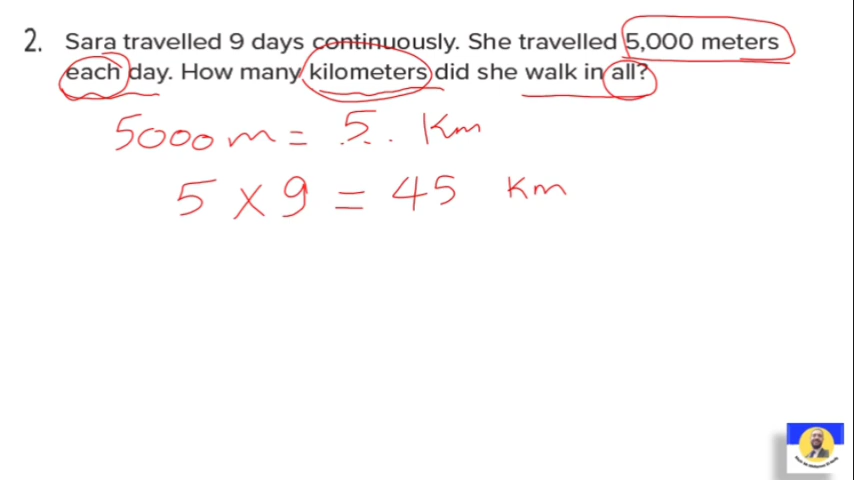 2. Sara travelled 9 days continuously. She travelled 5,000 meters
each day. How many kilometers did she walk in all?
5000 m = 5 Km
5 × 9 = 45 Km